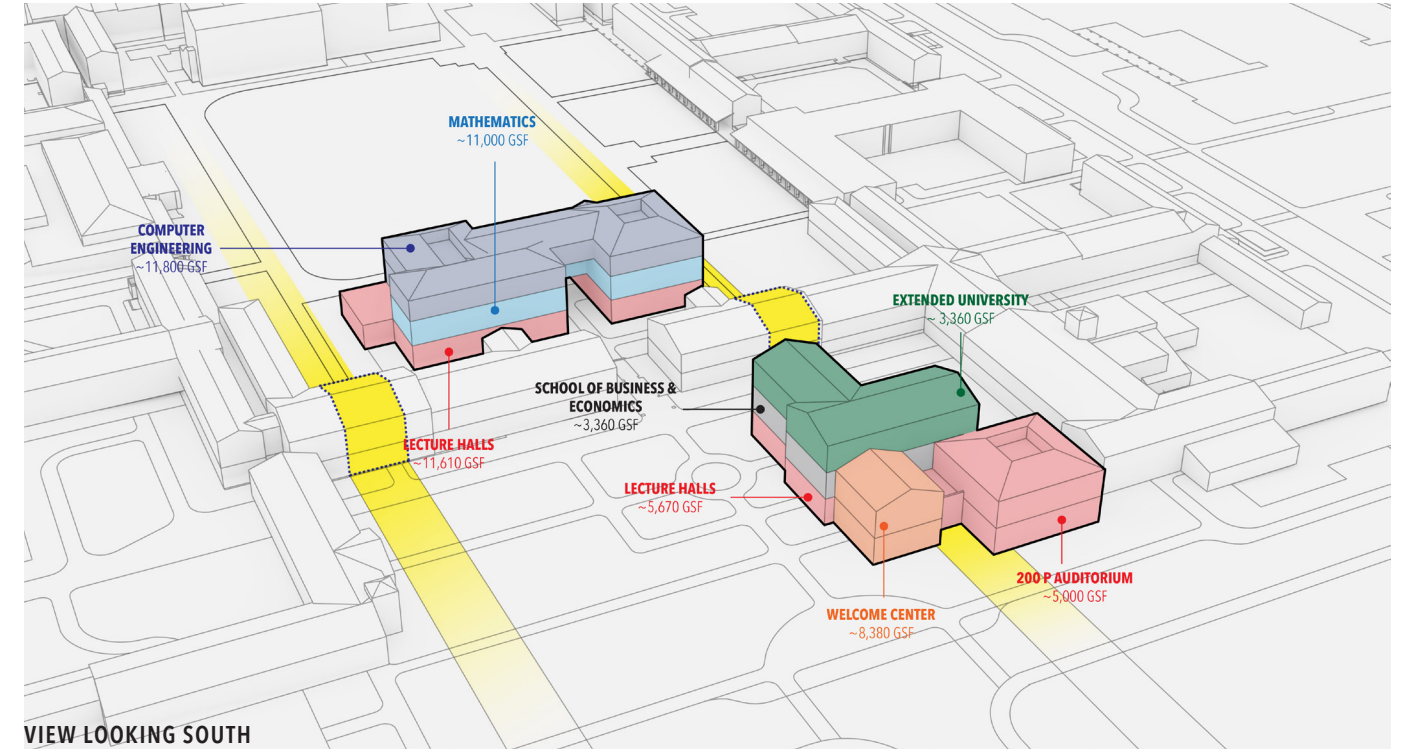 MATHEMATICS
~11,000 GSF
COMPUTER
ENGINEERING
~11,800 GSF
EXTENDED UNIVERSITY
~ 3,360 GSF
SCHOOL OF BUSINESS &
ECONOMICS
~3,360 GSF
LECTURE HALLS
~11,610 GSF
LECTURE HALLS
~5,670 GSF
200 P AUDITORIUM
~5,000 GSF
WELCOME CENTER
~8,380 GSF
VIEW LOOKING SOUTH